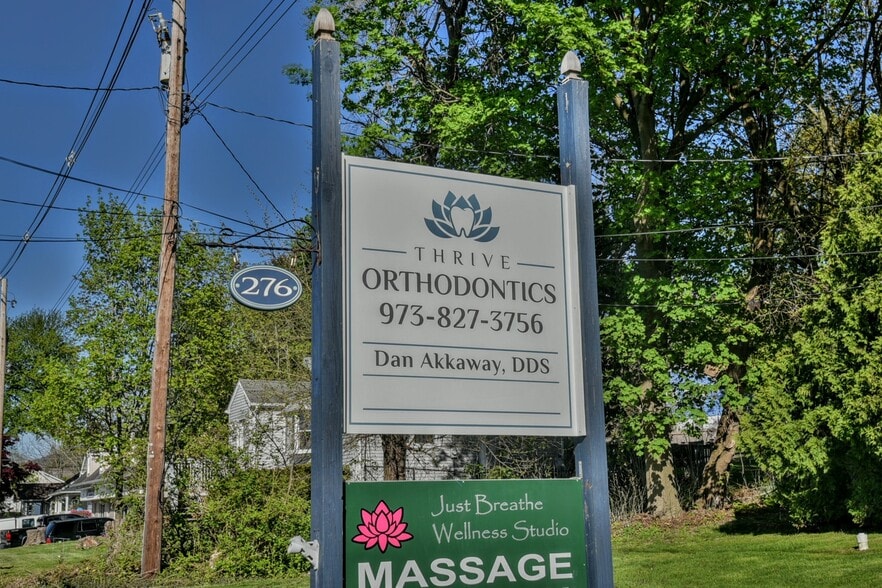 276
THRIVE
ORTHODONTICS
973-827-3756
Dan Akkaway, DDS
Just Breathe
Wellness Studio
MASSAGE